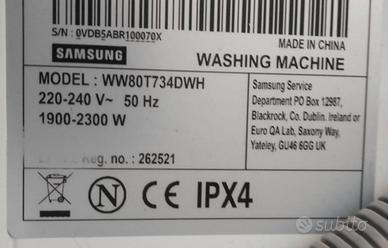 S/N : 0VDB5ABR100070X
SAMSUNG
MADE IN CHINA
WASHING MACHINE
MODEL : WW80T734DWH
220-240 V~ 50 Hz
1900-2300 W
Reg. no. : 262521
Samsung Service
Department PO Box 12987,
Blackrock, Co. Dublin. Ireland or
Euro QA Lab, Saxony Way,
Yateley, GU46 6GG UK
N CE IPX4
subito